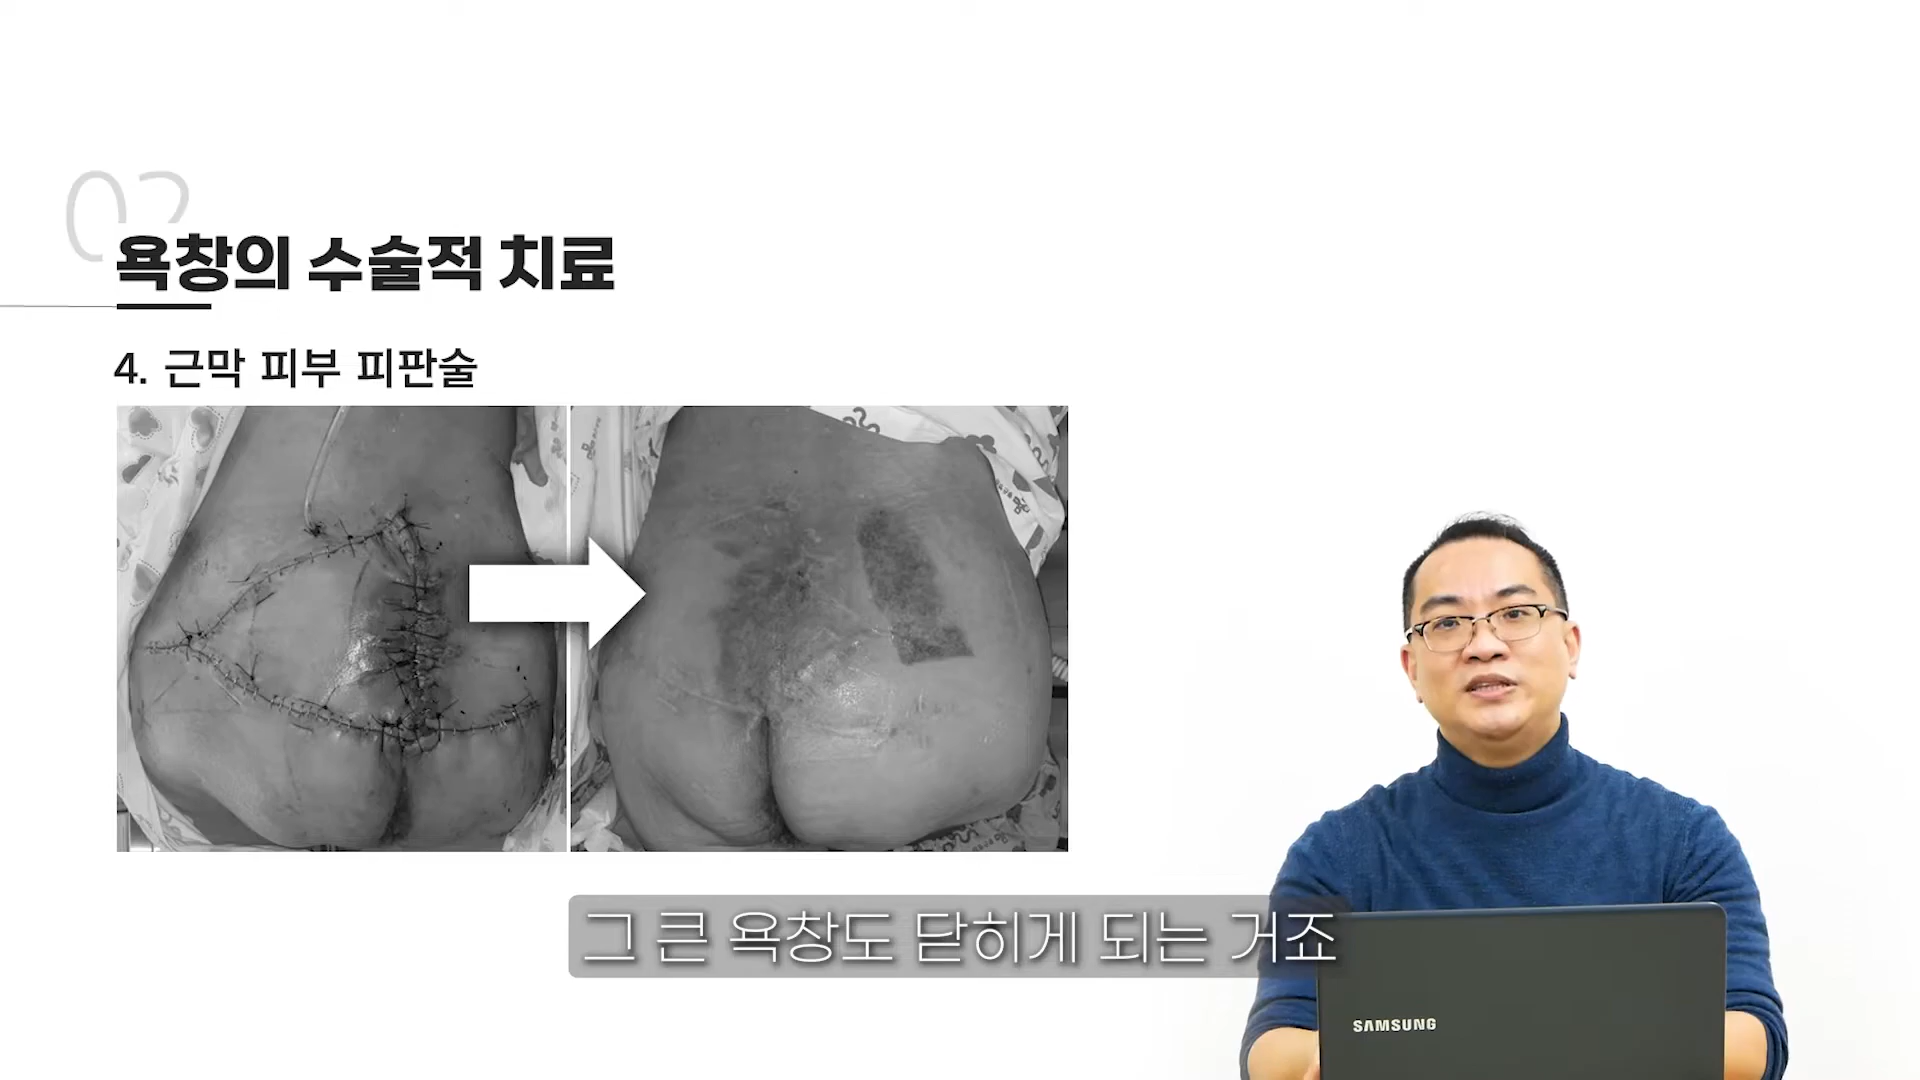 02
욕창의 수술적 치료
4. 근막 피부 피판술
그 큰 욕창도 닫히게 되는 거죠
SAMSUNG